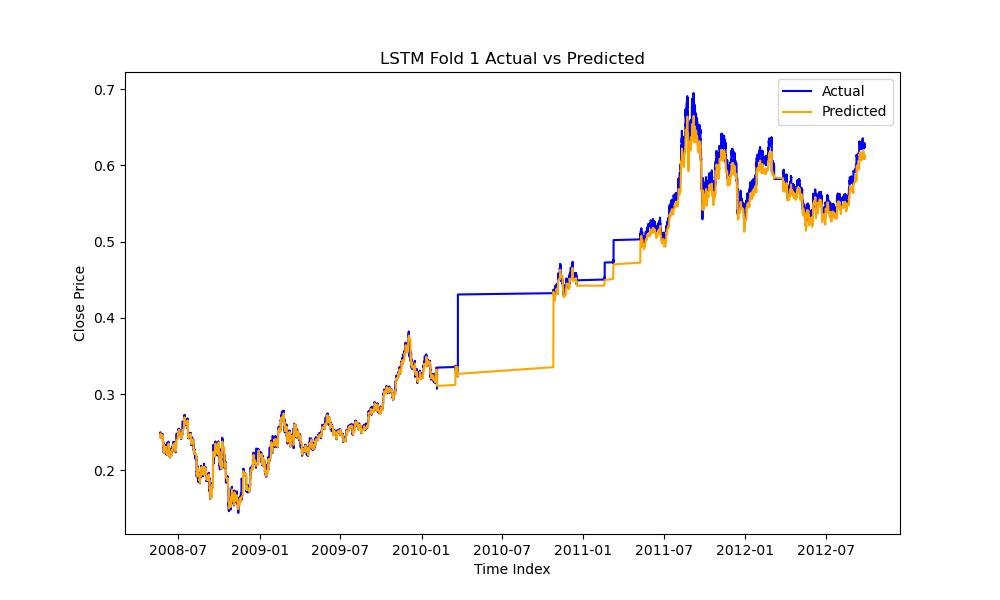 LSTM Fold 1 Actual vs Predicted
Actual
Predicted
Close Price
0.7
0.6
0.5
0.4
0.3
0.2
2008-07 2009-01 2009-07 2010-01 2010-07 2011-01 2011-07 2012-01 2012-07
Time Index